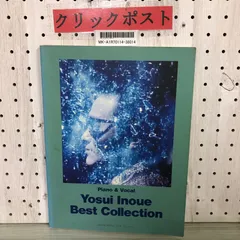 クリックポスト
Piano & Vocal
Yosui Inoue
Best Collection